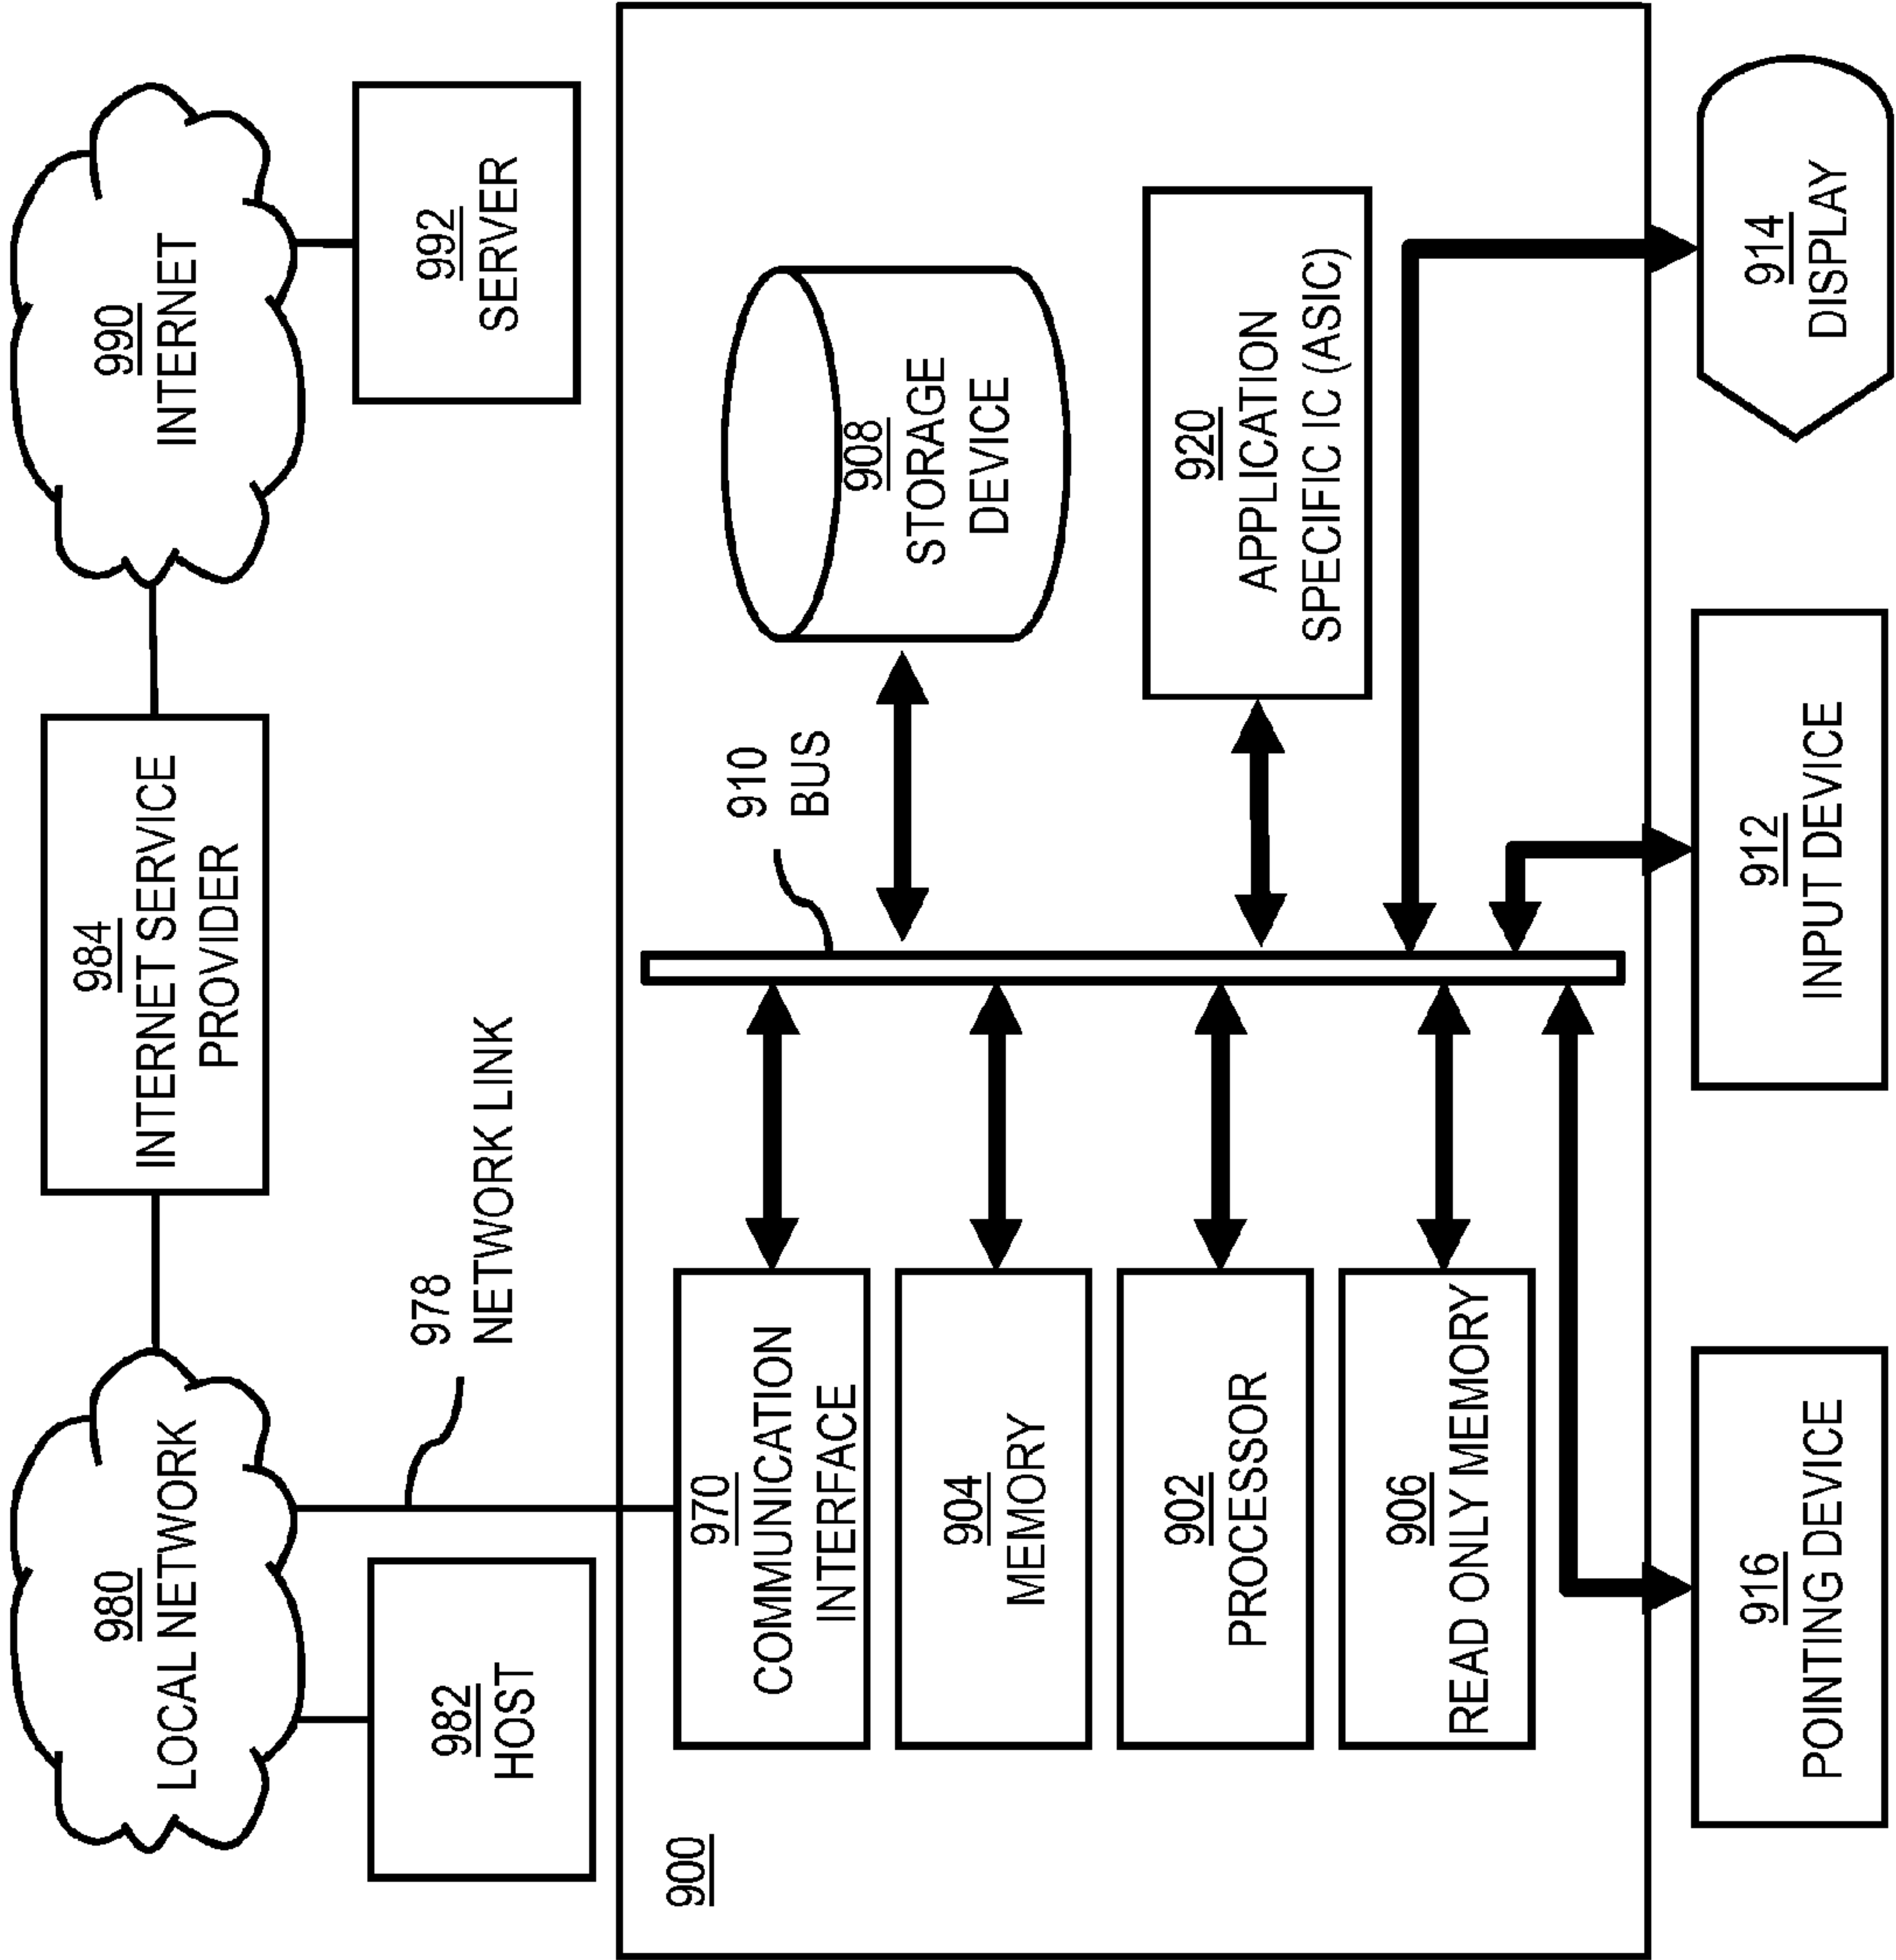 980
LOCAL NETWORK
984
INTERNET SERVICE
PROVIDER
990
INTERNET
982
HOST
978
NETWORK LINK
992
SERVER
900
970
COMMUNICATION
INTERFACE
910
BUS
908
STORAGE
DEVICE
904
MEMORY
902
PROCESSOR
920
APPLICATION
SPECIFIC IC (ASIC)
906
READ ONLY MEMORY
916
POINTING DEVICE
912
INPUT DEVICE
914
DISPLAY